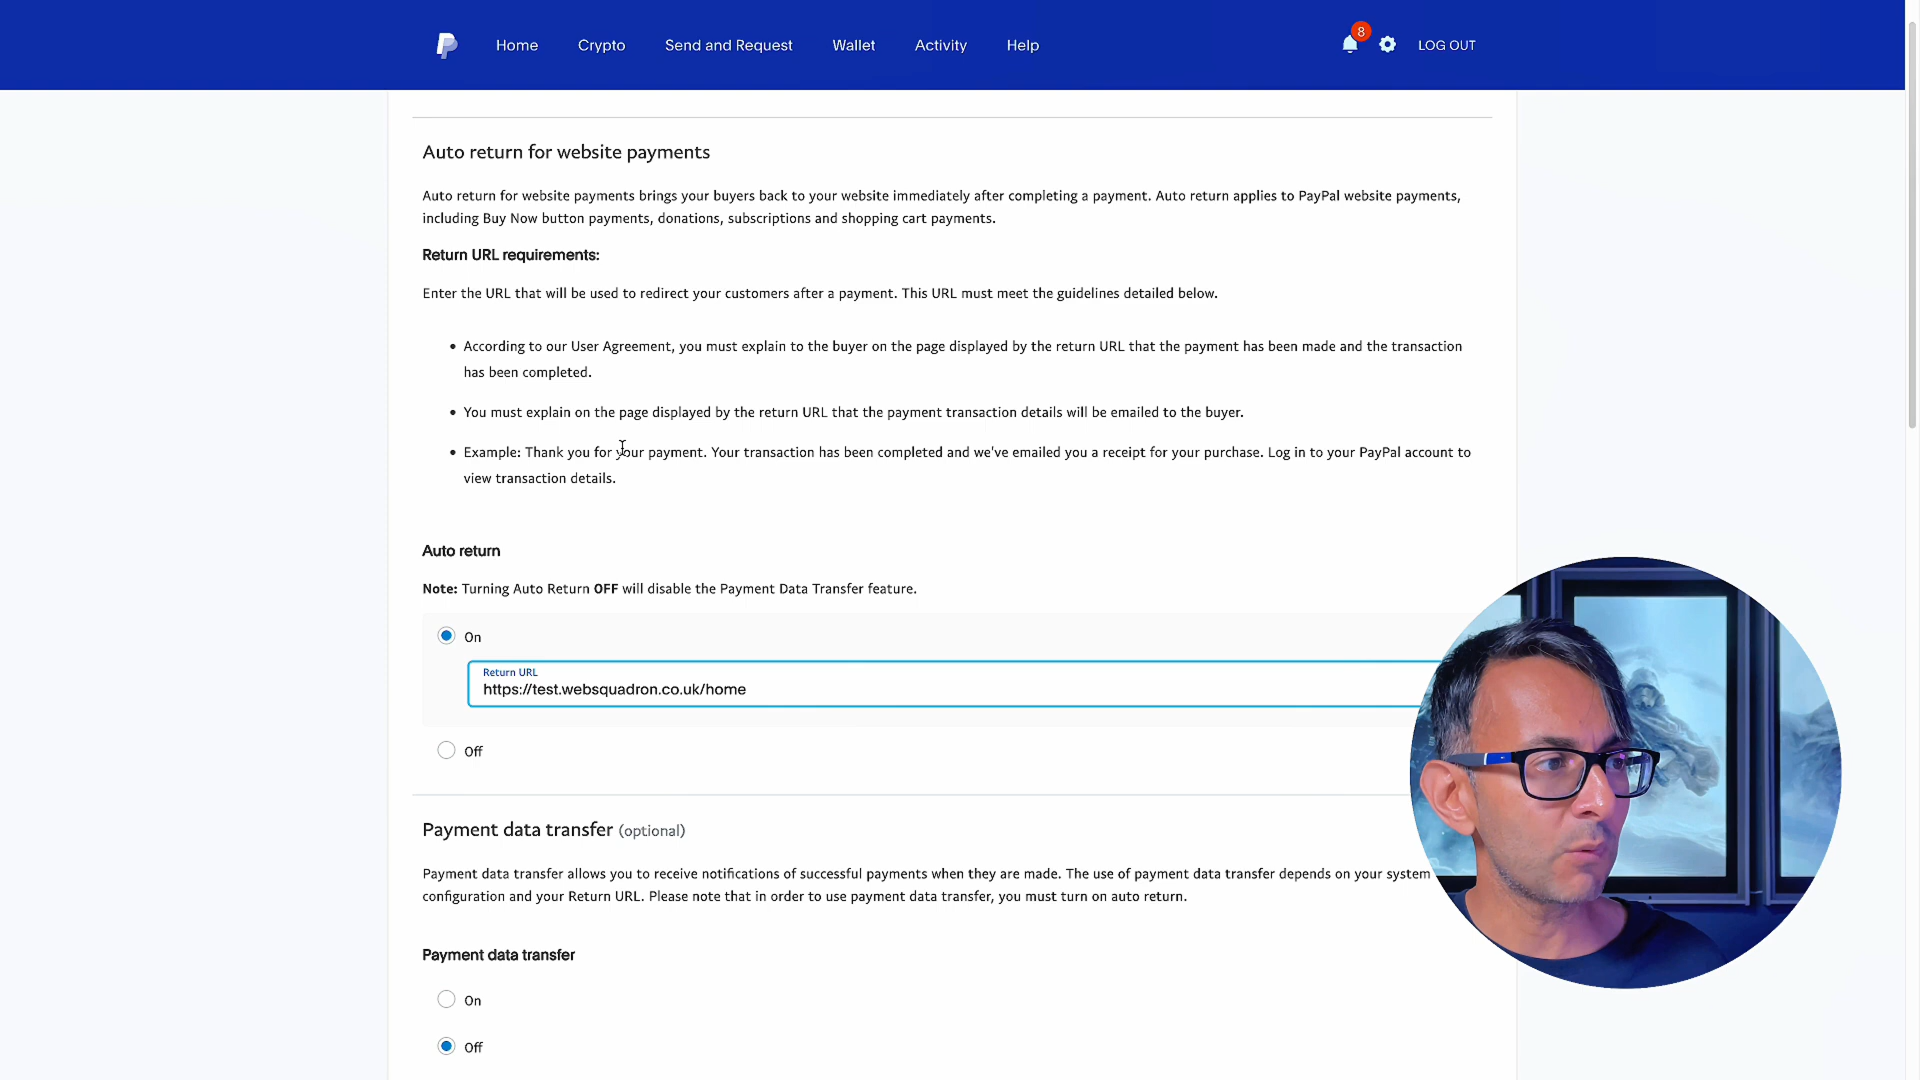 Home Crypto Send and Request Wallet Activity Help 8 LOG OUT
Auto return for website payments
Auto return for website payments brings your buyers back to your website immediately after completing a payment. Auto return applies to PayPal website payments,
including Buy Now button payments, donations, subscriptions and shopping cart payments.
Return URL requirements:
Enter the URL that will be used to redirect your customers after a payment. This URL must meet the guidelines detailed below.
• According to our User Agreement, you must explain to the buyer on the page displayed by the return URL that the payment has been made and the transaction
has been completed.
• You must explain on the page displayed by the return URL that the payment transaction details will be emailed to the buyer.
• Example: Thank you for your payment. Your transaction has been completed and we've emailed you a receipt for your purchase. Log in to your PayPal account to
view transaction details.
Auto return
Note: Turning Auto Return OFF will disable the Payment Data Transfer feature.
On
Return URL
https://test.websquadron.co.uk/home
Off
Payment data transfer (optional)
Payment data transfer allows you to receive notifications of successful payments when they are made. The use of payment data transfer depends on your system
configuration and your Return URL. Please note that in order to use payment data transfer, you must turn on auto return.
Payment data transfer
On
Off